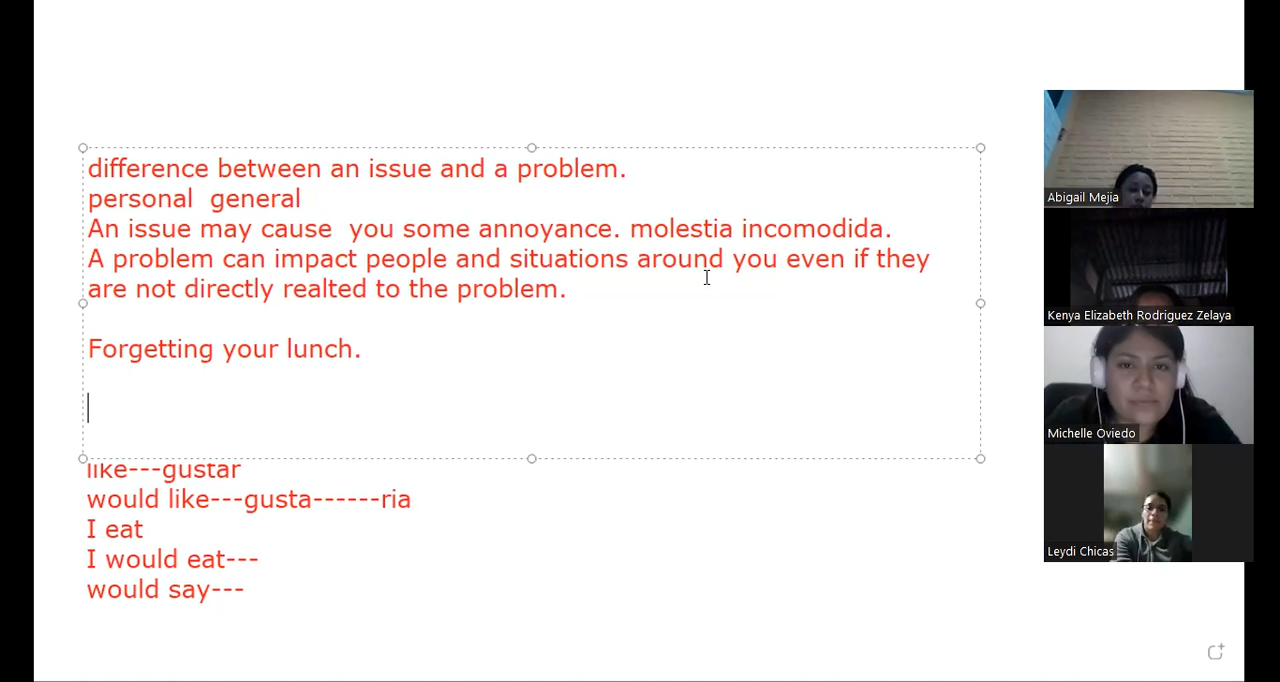 difference between an issue and a problem.
personal  general
An issue may cause  you some annoyance. molestia incomodida.
A problem can impact people and situations around you even if they
are not directly realted to the problem.
Forgetting your lunch.
like---gustar
would like---gusta------ria
I eat
I would eat---
would say---
Abigail Mejia
Kenya Elizabeth Rodriguez Zelaya
Michelle Oviedo
Leydi Chicas